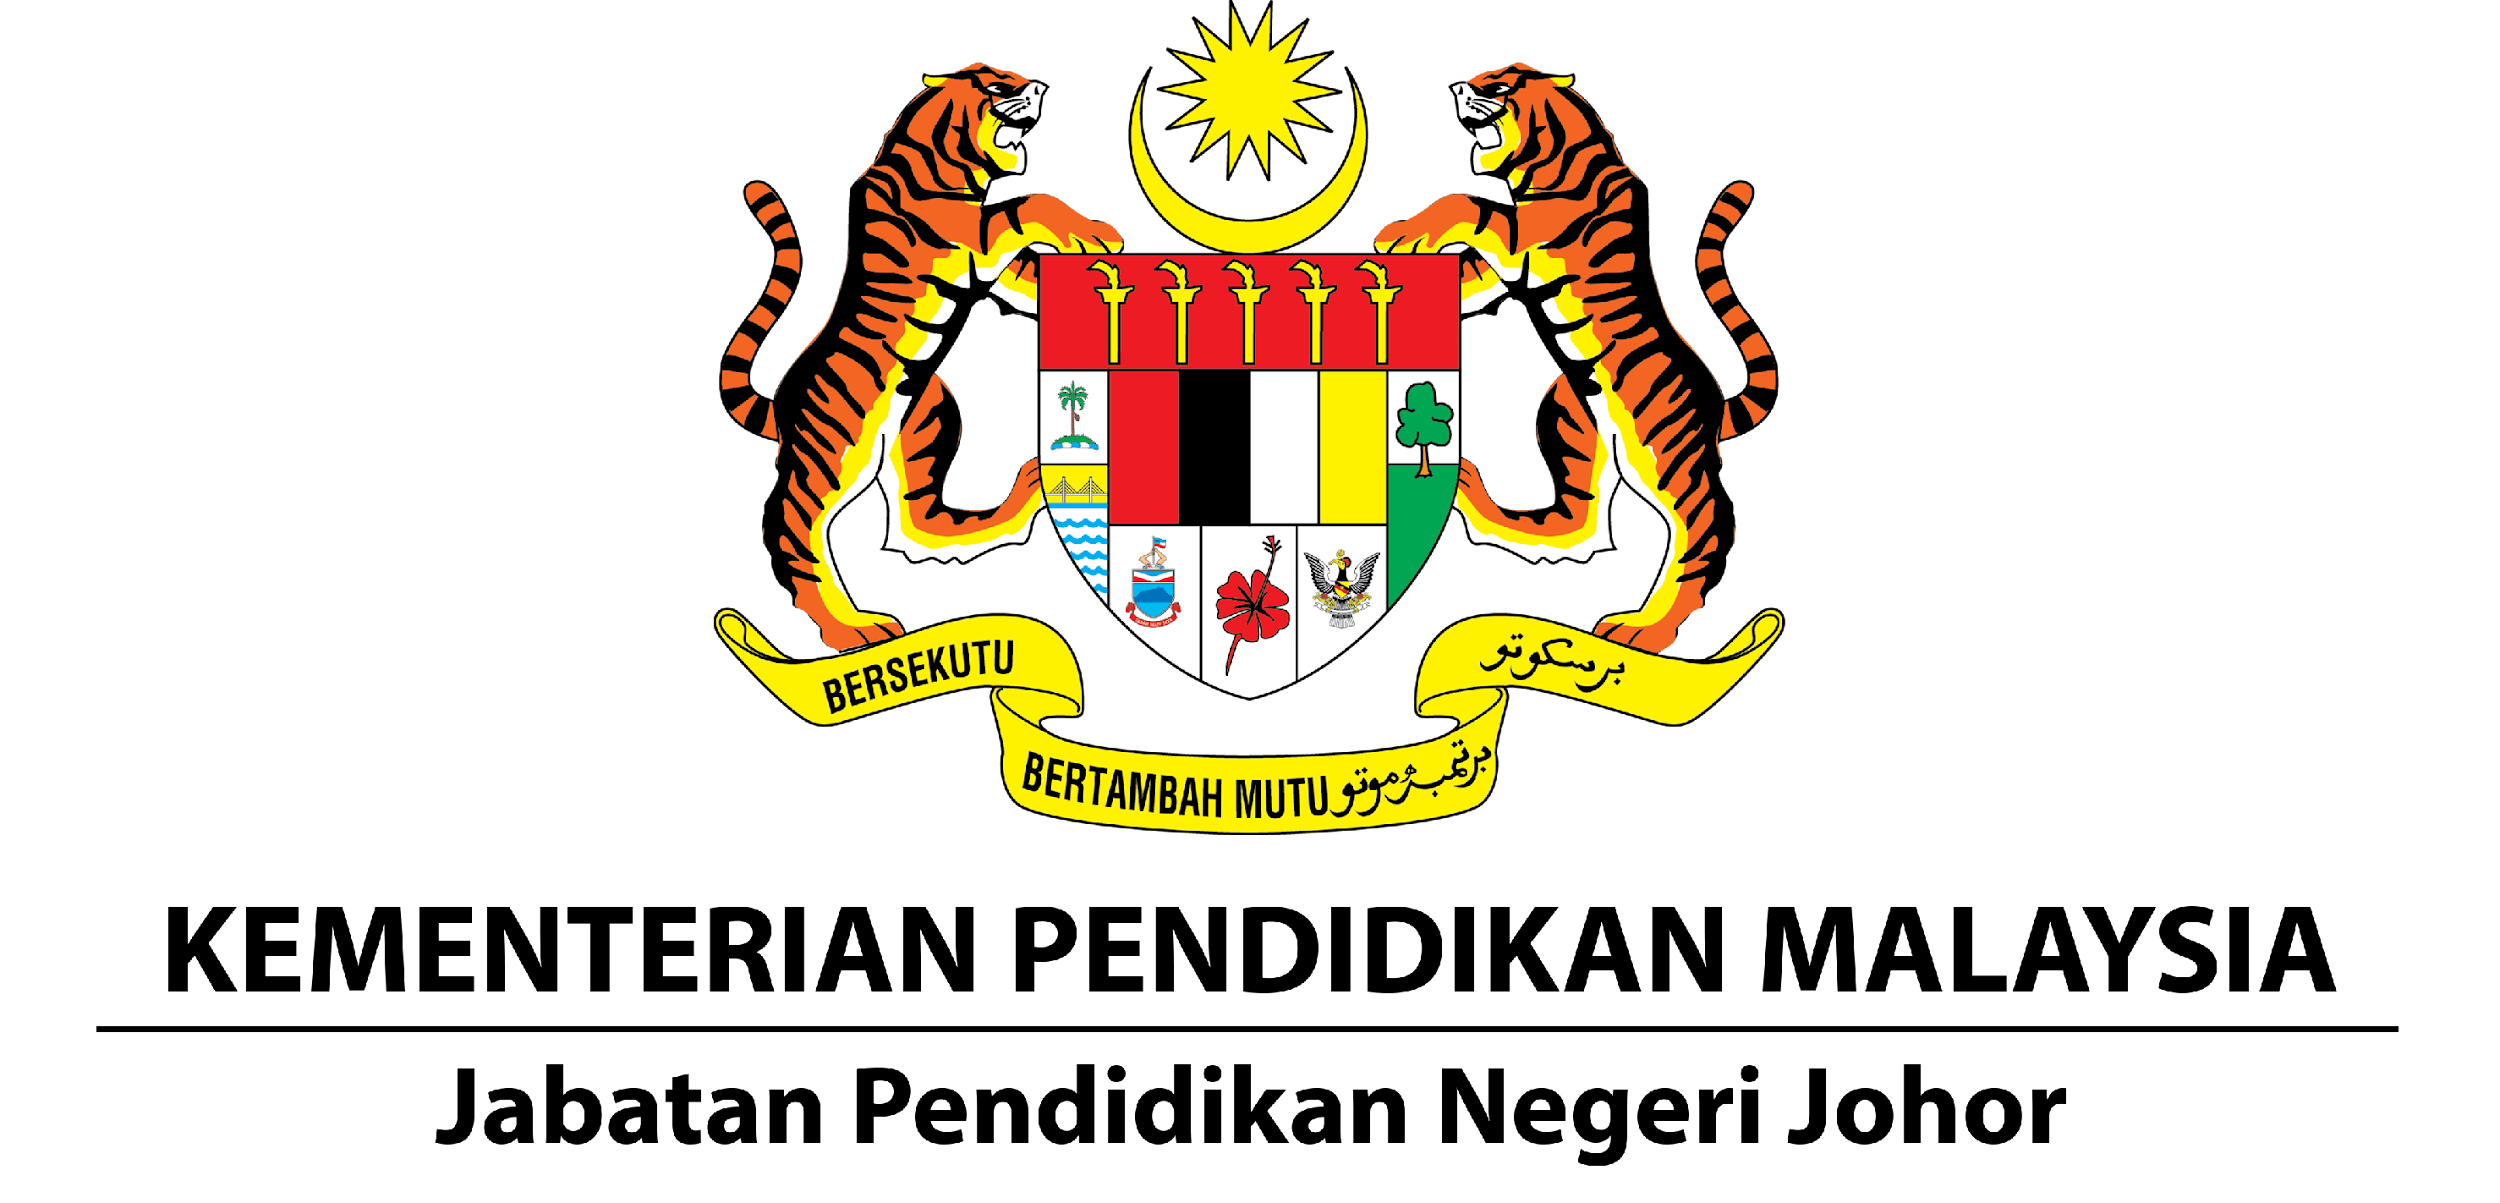 BERSEKUTU
برسکوتو
BERTAMBAH MUTU
برتمبه موتو
KEMENTERIAN PENDIDIKAN MALAYSIA
Jabatan Pendidikan Negeri Johor